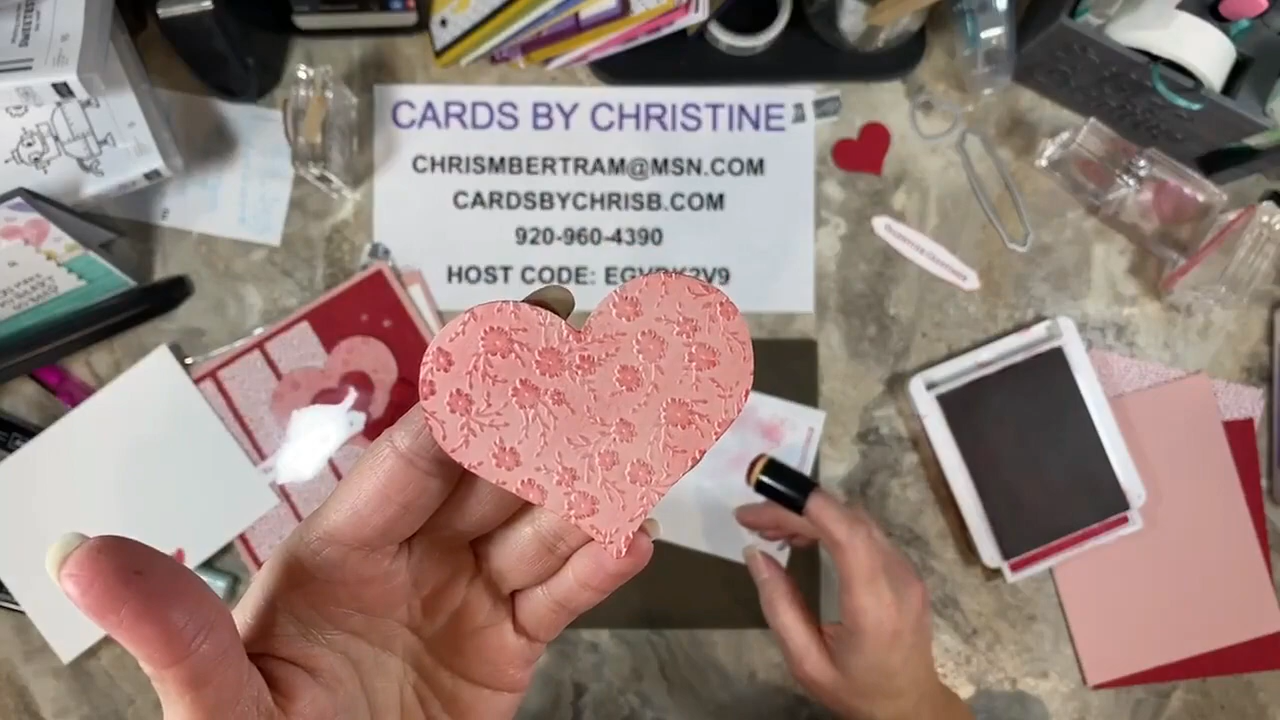 CARDS BY CHRISTINE
CHRISMBERTRAM@MSN.COM
CARDSBYCHRISB.COM
920-960-4390
HOST CODE: